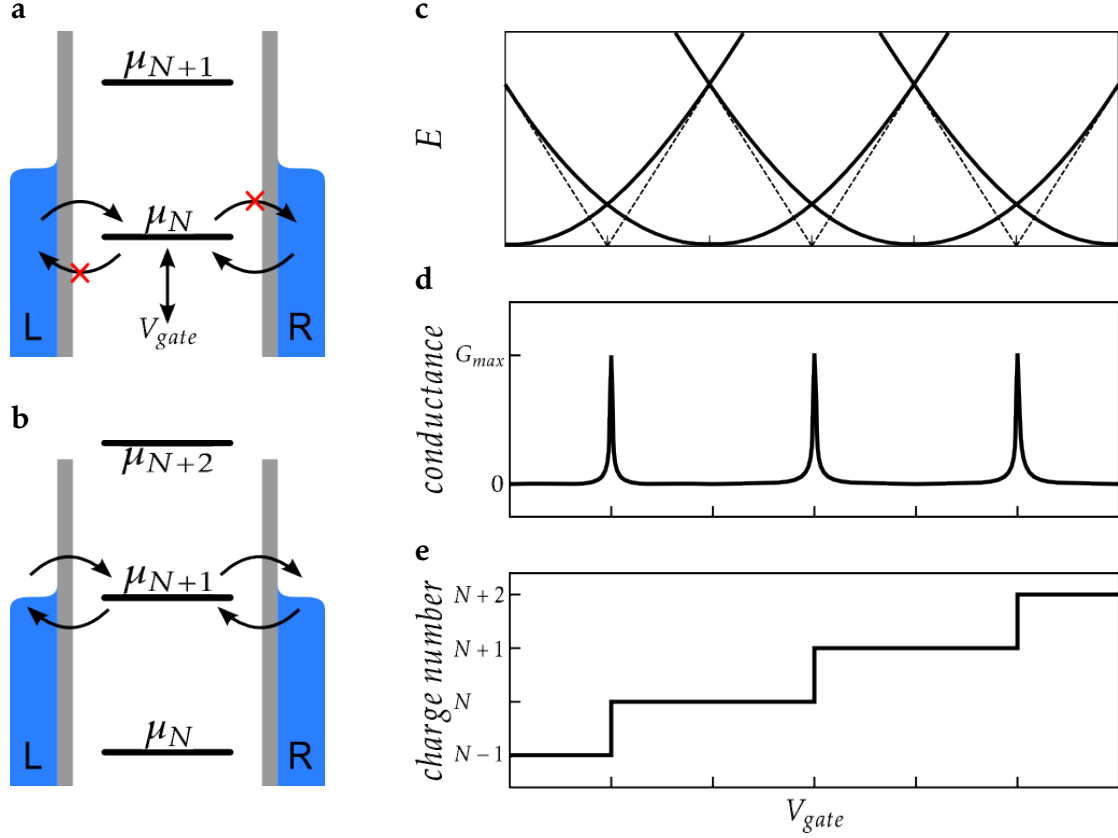 a
μN+1
μN
L
Vgate
R
b
μN+2
μN+1
μN
L
R
c
E
d
conductance
Gmax
0
e
charge number
N+2
N+1
N
N−1
Vgate